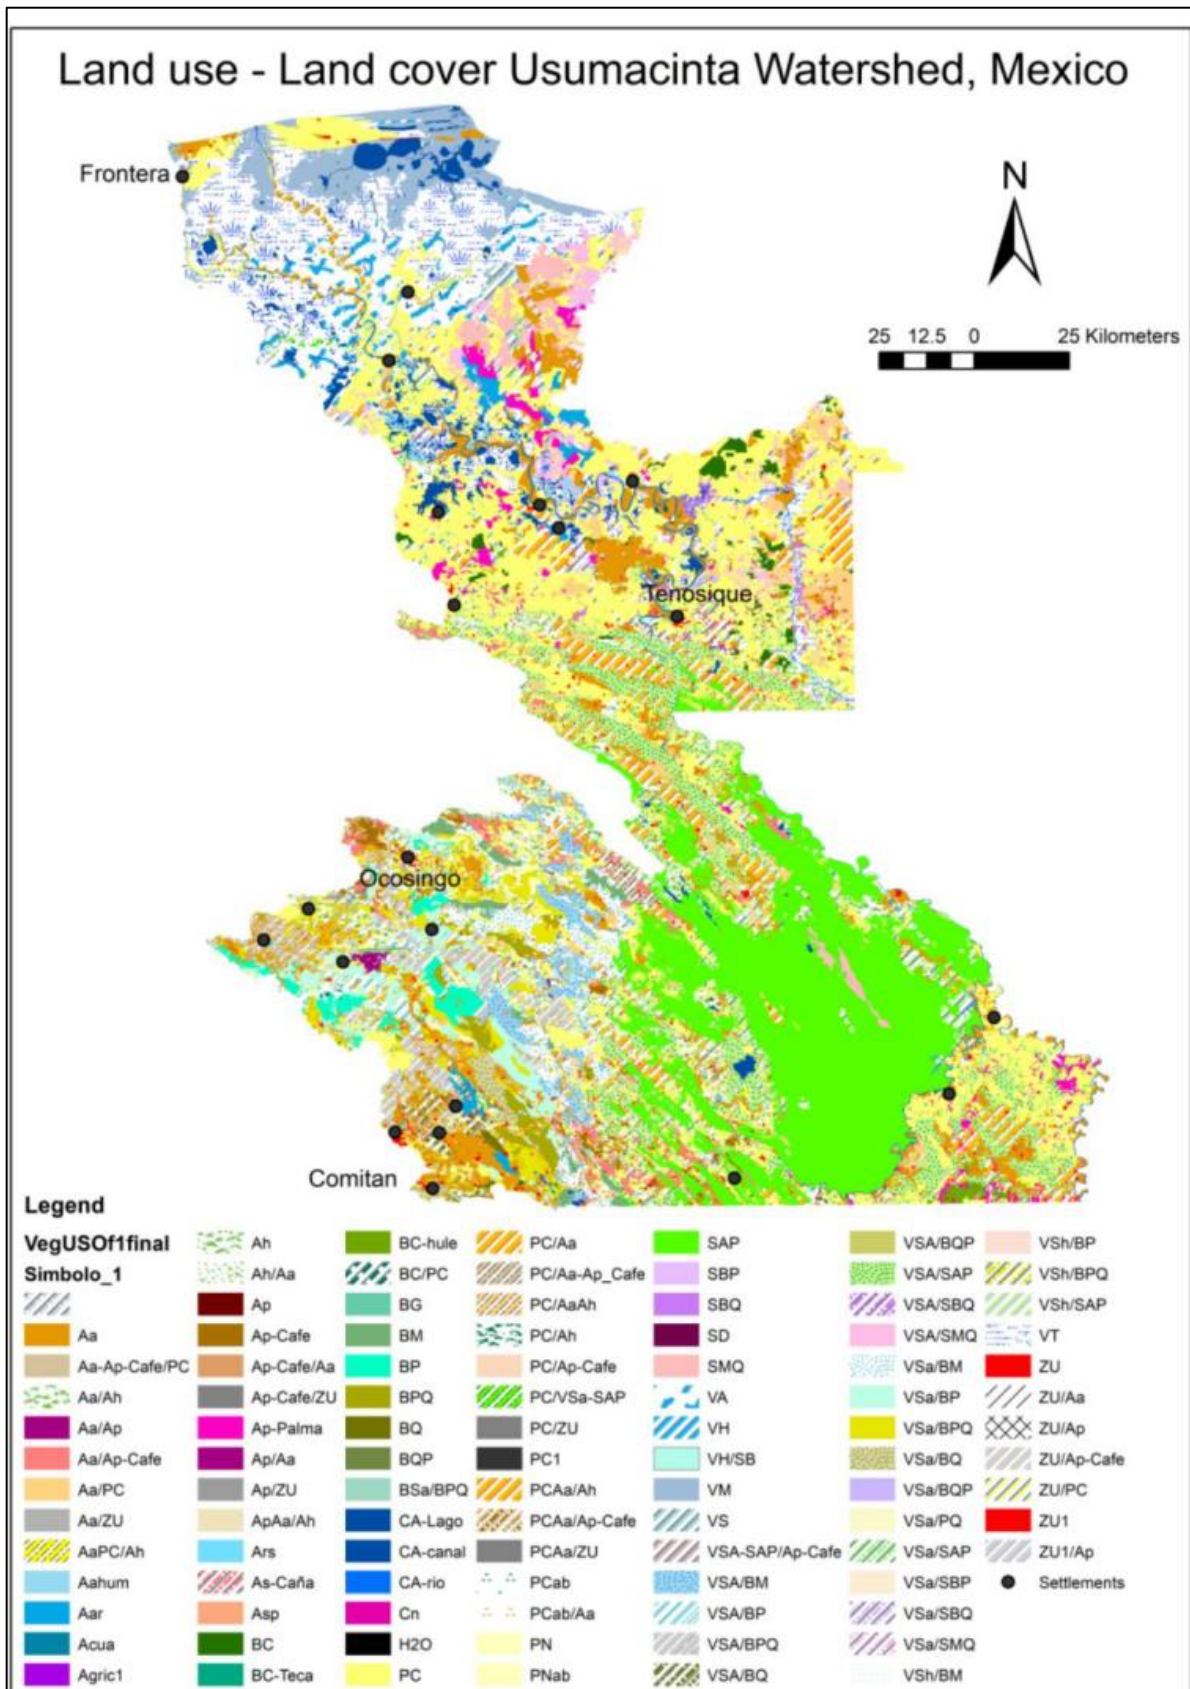 Land use - Land cover Usumacinta Watershed, Mexico
Frontera
N
25 12.5 0 25 Kilometers
Tenosique
Ocosingo
Comitan
Legend
VegUSOf1final
Simbolo_1
Aa
Aa-Ap-Cafe/PC
Aa/Ah
Aa/Ap
Aa/Ap-Cafe
Aa/PC
Aa/ZU
AaPC/Ah
Aahum
Aar
Acua
Agric1
Ah
Ah/Aa
Ap
Ap-Cafe
Ap-Cafe/Aa
Ap-Cafe/ZU
Ap-Palma
Ap/Aa
Ap/ZU
ApAa/Ah
Ars
As-Caña
Asp
BC
BC-Teca
BC-hule
BC/PC
BG
BM
BP
BPQ
BQ
BQP
BSa/BPQ
CA-Lago
CA-canal
CA-rio
Cn
H2O
PC
PC/Aa
PC/Aa-Ap_Cafe
PC/AaAh
PC/Ah
PC/Ap-Cafe
PC/VSa-SAP
PC/ZU
PC1
PCAa/Ah
PCAa/Ap-Cafe
PCAa/ZU
PCab
PCab/Aa
PN
PNab
SAP
SBP
SBQ
SD
SMQ
VA
VH
VH/SB
VM
VS
VSA-SAP/Ap-Cafe
VSA/BM
VSA/BP
VSA/BPQ
VSA/BQ
VSA/BQP
VSA/SAP
VSA/SBQ
VSA/SMQ
VSa/BM
VSa/BP
VSa/BPQ
VSa/BQ
VSa/BQP
VSa/PQ
VSa/SAP
VSa/SBP
VSa/SBQ
VSa/SMQ
VSh/BM
VSh/BP
VSh/BPQ
VSh/SAP
VT
ZU
ZU/Aa
ZU/Ap
ZU/Ap-Cafe
ZU/PC
ZU1
ZU1/Ap
Settlements